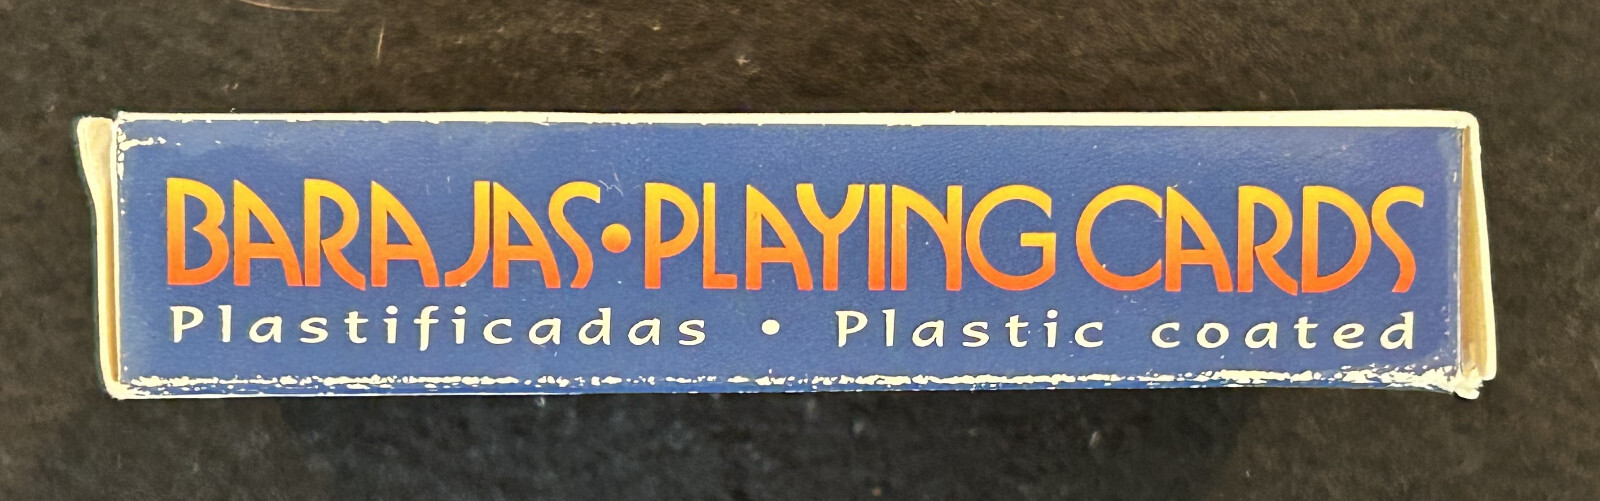 BARAJAS • PLAYING CARDS
Plastificadas • Plastic coated